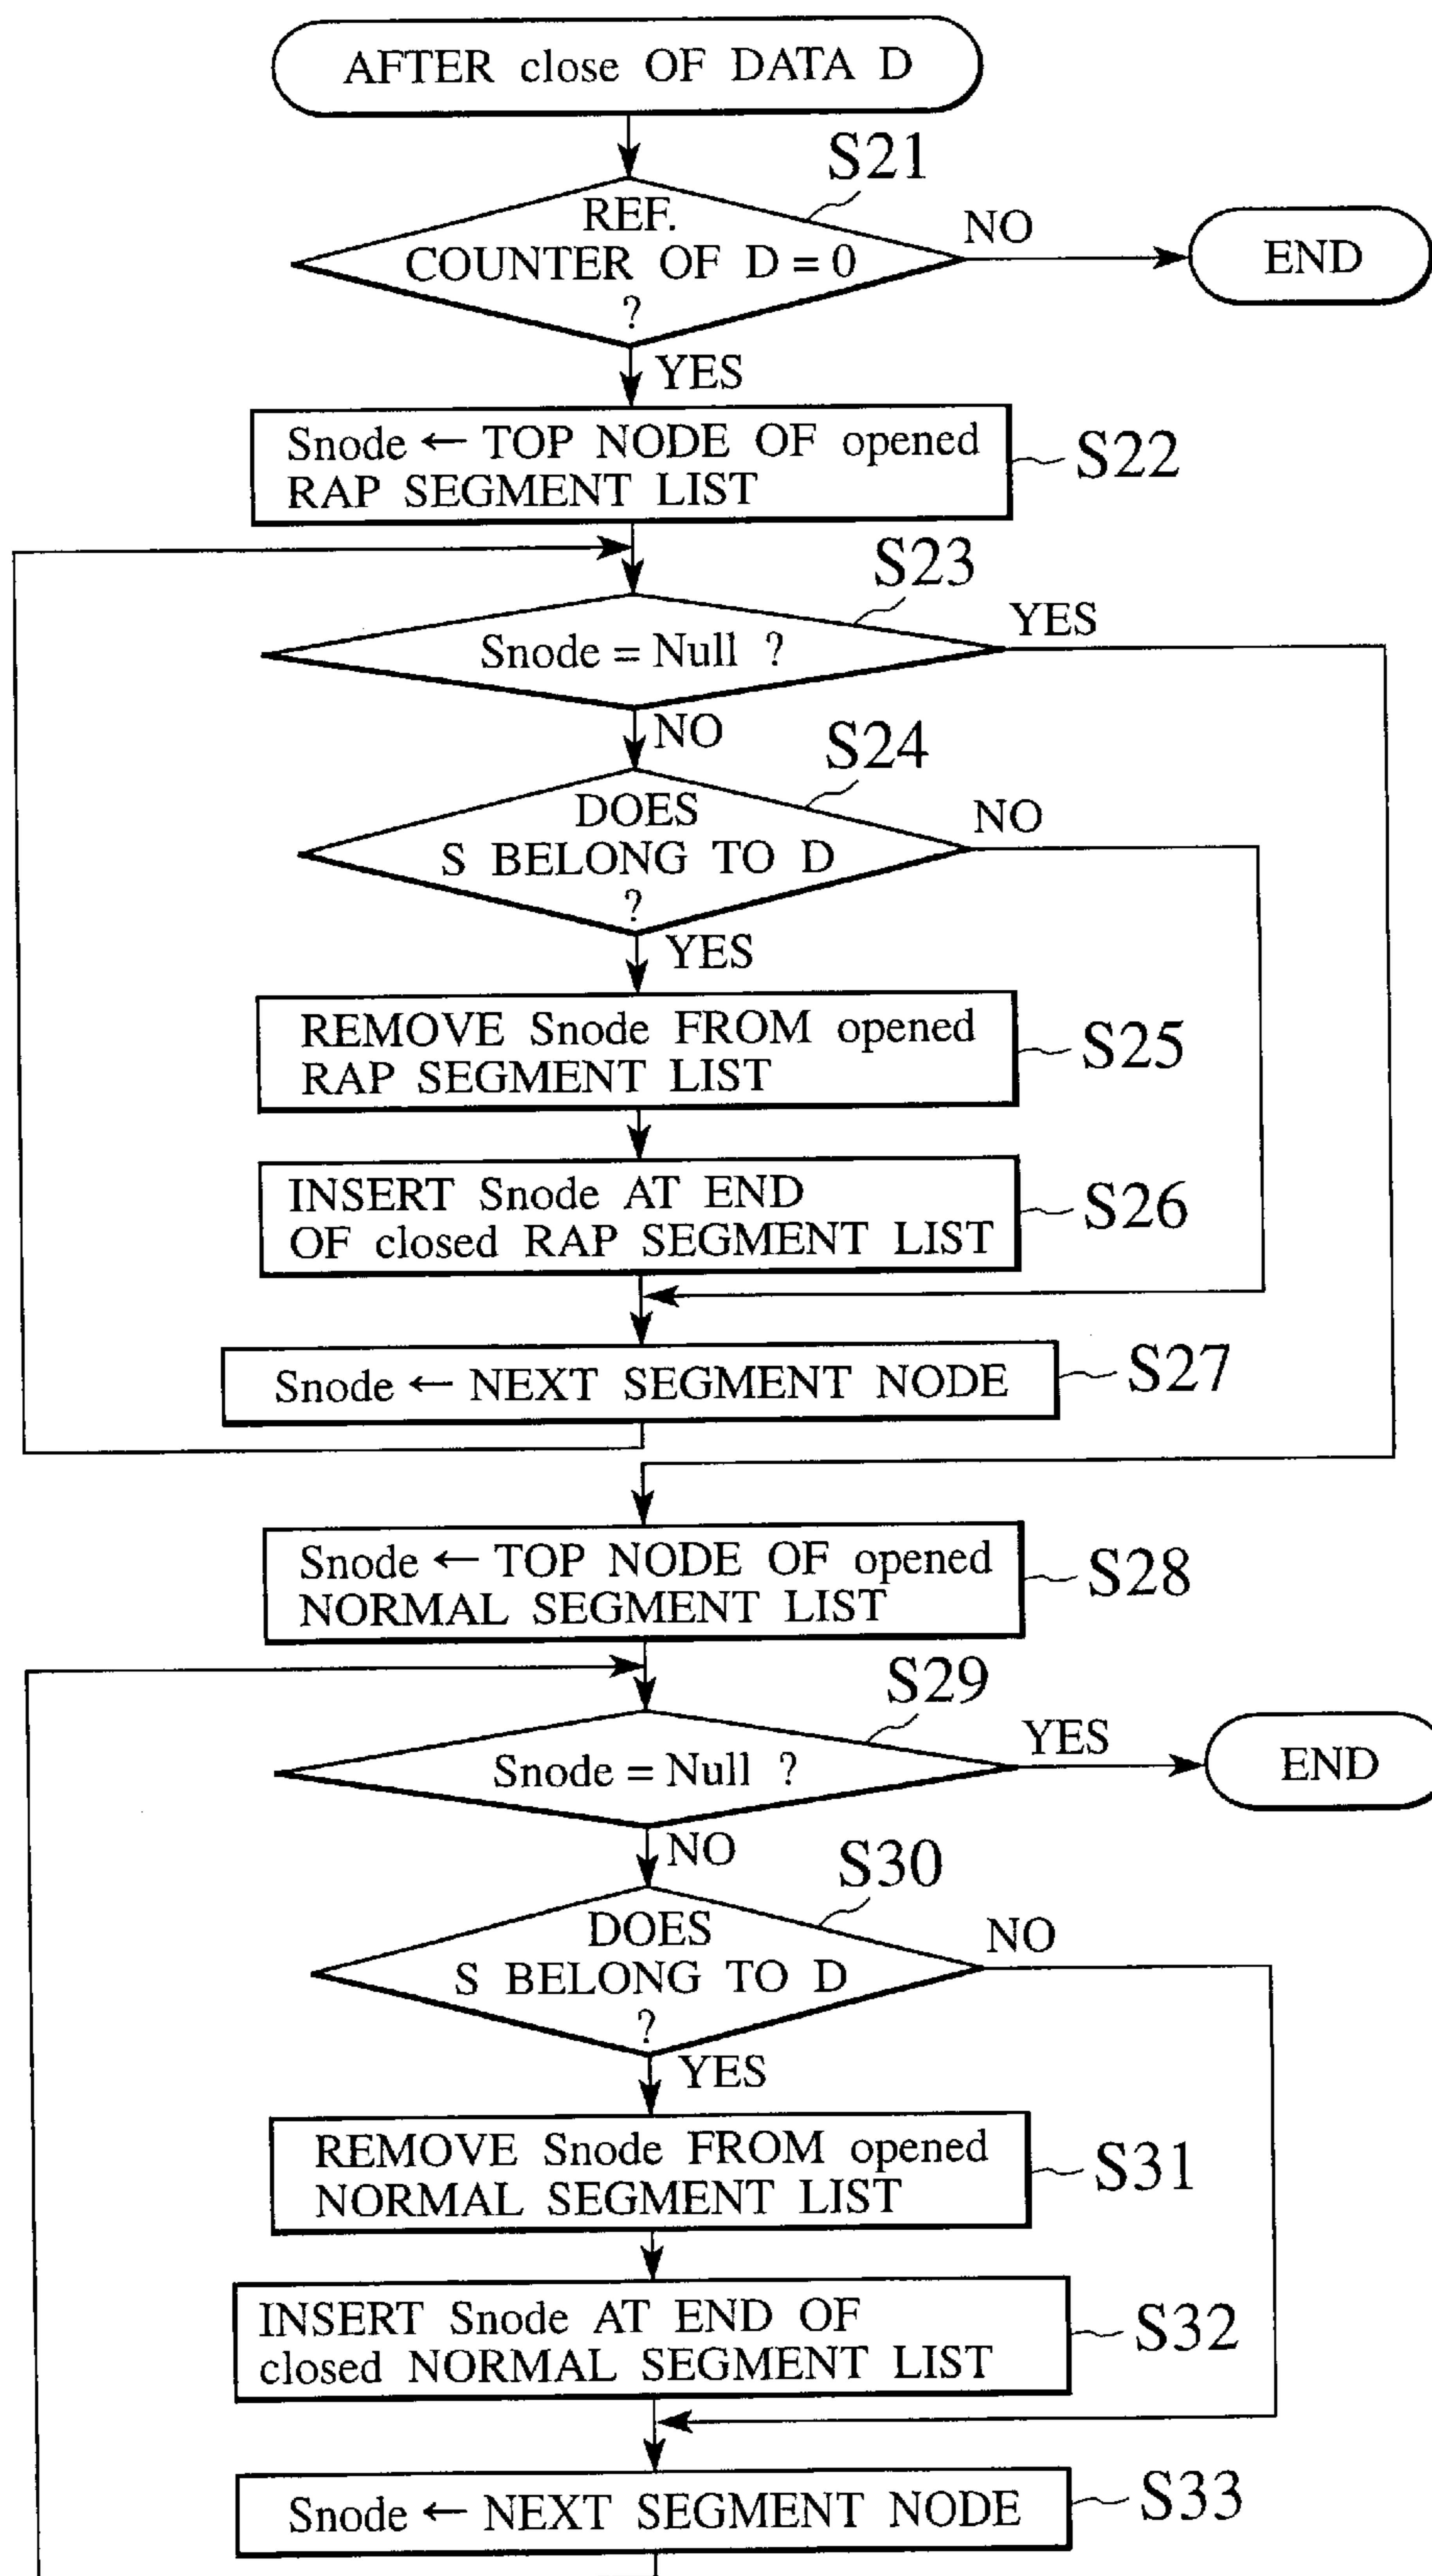 AFTER close OF DATA D
S21
REF.
COUNTER OF D = 0
?
NO
END
YES
Snode ← TOP NODE OF opened
RAP SEGMENT LIST
S22
S23
Snode = Null ?
YES
NO
S24
DOES
S BELONG TO D
?
NO
YES
REMOVE Snode FROM opened
RAP SEGMENT LIST
S25
INSERT Snode AT END
OF closed RAP SEGMENT LIST
S26
Snode ← NEXT SEGMENT NODE
S27
Snode ← TOP NODE OF opened
NORMAL SEGMENT LIST
S28
S29
Snode = Null ?
YES
END
NO
S30
DOES
S BELONG TO D
?
NO
YES
REMOVE Snode FROM opened
NORMAL SEGMENT LIST
S31
INSERT Snode AT END OF
closed NORMAL SEGMENT LIST
S32
Snode ← NEXT SEGMENT NODE
S33